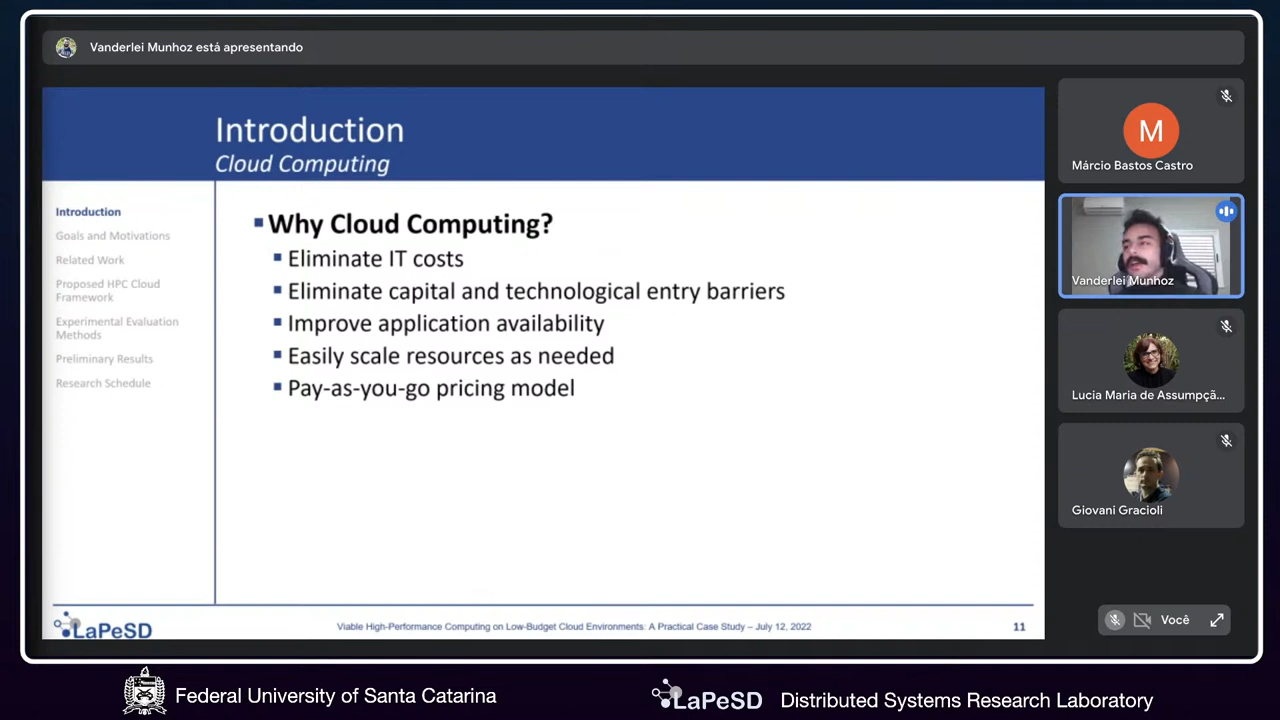 Vanderlei Munhoz está apresentando
Introduction
Cloud Computing
Introduction
Goals and Motivations
Related Work
Proposed HPC Cloud
Framework
Experimental Evaluation
Methods
Preliminary Results
Research Schedule
Why Cloud Computing?
Eliminate IT costs
Eliminate capital and technological entry barriers
Improve application availability
Easily scale resources as needed
Pay-as-you-go pricing model
LaPeSD
Viable High-Performance Computing on Low-Budget Cloud Environments: A Practical Case Study – July 12, 2022
11
M
Márcio Bastos Castro
Vanderlei Munhoz
Lucia Maria de Assumpçã...
Giovani Gracioli
Você
Federal University of Santa Catarina
LaPeSD
Distributed Systems Research Laboratory